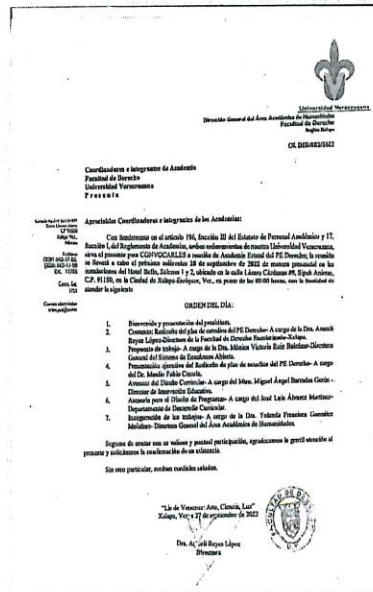 Universidad Veracruzana
Dirección General del Área Académica de Humanidades
Facultad de Derecho
Región Xalapa
Of. DER/
Coordinadores e integrantes de Academia
Facultad de Derecho
Universidad Veracruzana
P r e s e n t e
Apreciables Coordinadores e integrantes de las Academias:
Con fundamento en el artículo 196, fracción III del Estatuto de Personal Académico y 17,
fracción I, del Reglamento de Academias, ambos ordenamientos de nuestra Universidad Veracruzana,
sirva el presente para CONVOCARLES a reunión de Academia Estatal del PE Derecho, la reunión
se llevará a cabo el próximo miércoles 28 de septiembre de 2022 de manera presencial en las
instalaciones del Hotel Salones 1 y 2, ubicado en la calle Lázaro Cárdenas
C.P. 91190, en la Ciudad de Xalapa-Enríquez, Ver., en punto de las 09:00 horas, con la finalidad de
atender la siguiente
ORDEN DEL DÍA:
1. Bienvenida y presentación del presídium.
2. Contexto: Rediseño del plan de estudios del PE Derecho- A cargo de la Dra. Araceli
Reyes López-Directora de la Facultad de Derecho Xalapa.
3. Propuesta de trabajo- A cargo de la Dra. Mónica Victoria Ruiz Balcázar-Directora
General del Sistema de Enseñanza Abierta.
4. Presentación ejecutiva del Rediseño de plan de estudios del PE Derecho- A cargo
del Dr. Manlio Fabio Casarín.
5. Avances del Diseño Curricular- A cargo del Mtro. Miguel Ángel Barradas Gerón -
Director de Innovación Educativa.
6. Asesoría para el Diseño de Programas- A cargo del José Luis Álvarez Martínez-
Departamento de Desarrollo Curricular.
7. Inauguración de los trabajos- A cargo de la Dra. Yolanda Francisca González
Molohua- Directora General del Área Académica de Humanidades.
Segura de contar con su valiosa y puntual participación, agradecemos la gentil atención al
presente y solicitamos la confirmación de su asistencia.
Sin otro particular, reciban cordiales saludos.
"Lis de Veracruz: Arte, Ciencia, Luz"
Xalapa, Ver. a 27 de septiembre de 2022
Dra. Araceli Reyes López
Directora
FACULTAD DE DERECHO